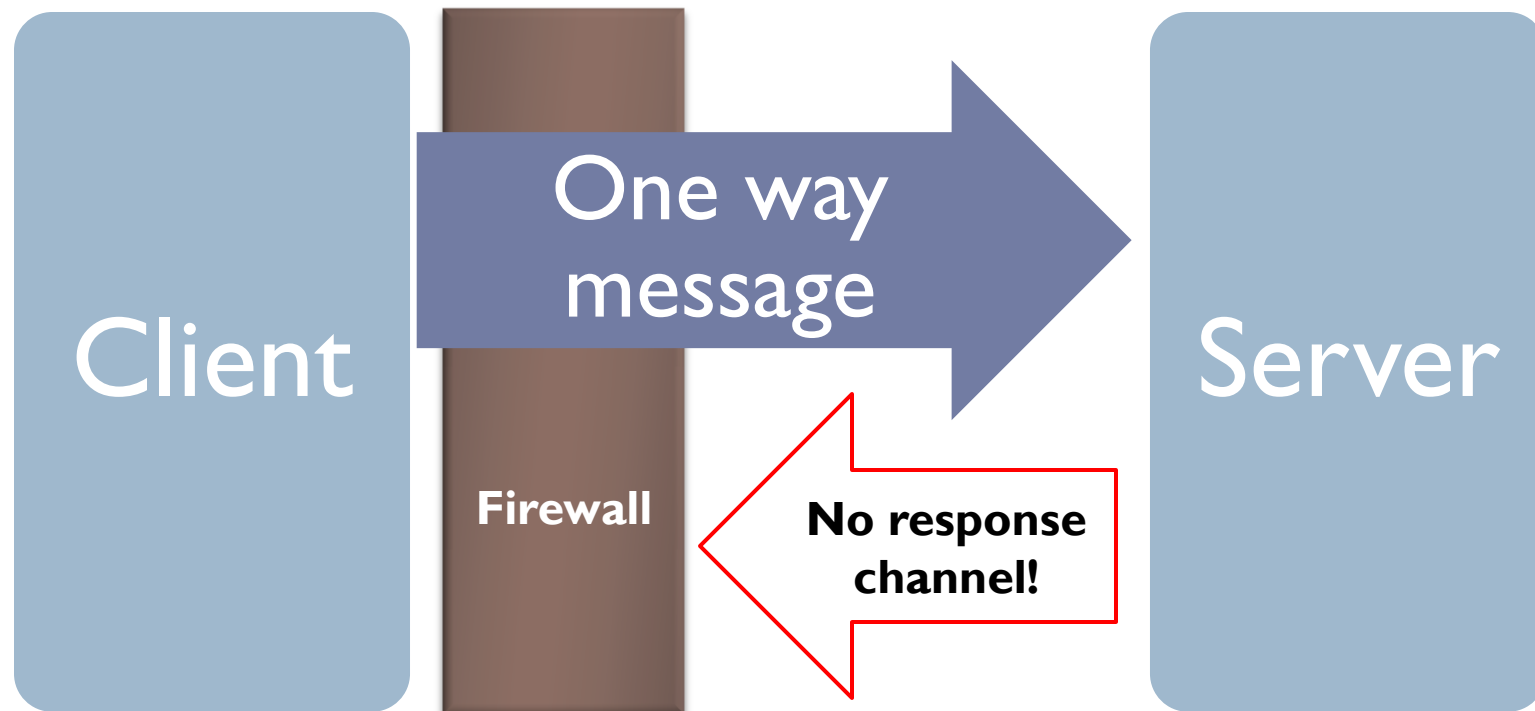 Client
One way
message
Firewall
No response
channel!
Server